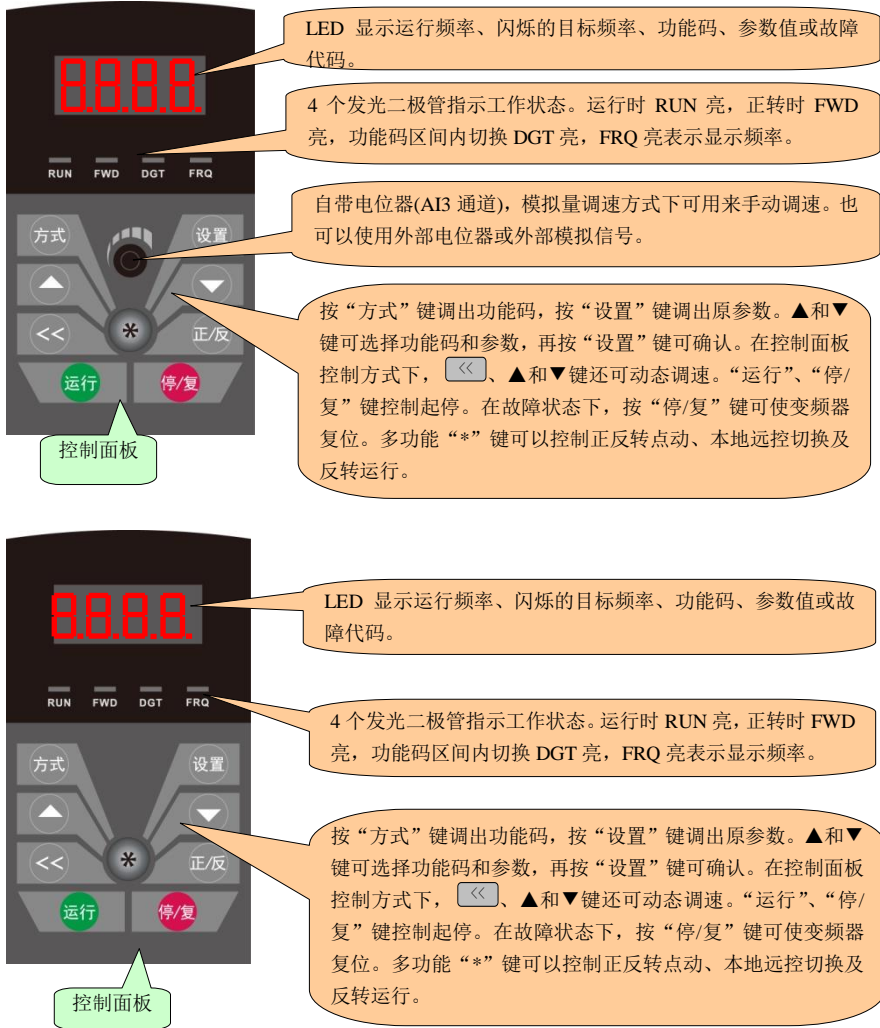 LED 显示运行频率、闪烁的目标频率、功能码、参数值或故障
代码。
8.8.8.8.
4 个发光二极管指示工作状态。运行时 RUN 亮，正转时 FWD
亮，功能码区间内切换 DGT 亮，FRQ 亮表示显示频率。
RUN FWD DGT FRQ
自带电位器(AI3 通道)，模拟量调速方式下可用来手动调速。也
可以使用外部电位器或外部模拟信号。
方式 设置
▲ ▼
<< * 正/反
运行 停/复
按“方式”键调出功能码，按“设置”键调出原参数。▲和▼
键可选择功能码和参数，再按“设置”键可确认。在控制面板
控制方式下， << 、▲和▼键还可动态调速。“运行”、“停/
复”键控制起停。在故障状态下，按“停/复”键可使变频器
复位。多功能“*”键可以控制正反转点动、本地远控切换及
反转运行。
控制面板
8.8.8.8.
LED 显示运行频率、闪烁的目标频率、功能码、参数值或故
障代码。
RUN FWD DGT FRQ
4 个发光二极管指示工作状态。运行时 RUN 亮，正转时 FWD
亮，功能码区间内切换 DGT 亮，FRQ 亮表示显示频率。
方式 设置
▲ ▼
<< * 正/反
运行 停/复
按“方式”键调出功能码，按“设置”键调出原参数。▲和▼
键可选择功能码和参数，再按“设置”键可确认。在控制面板
控制方式下， << 、▲和▼键还可动态调速。“运行”、“停/
复”键控制起停。在故障状态下，按“停/复”键可使变频器
复位。多功能“*”键可以控制正反转点动、本地远控切换及
反转运行。
控制面板